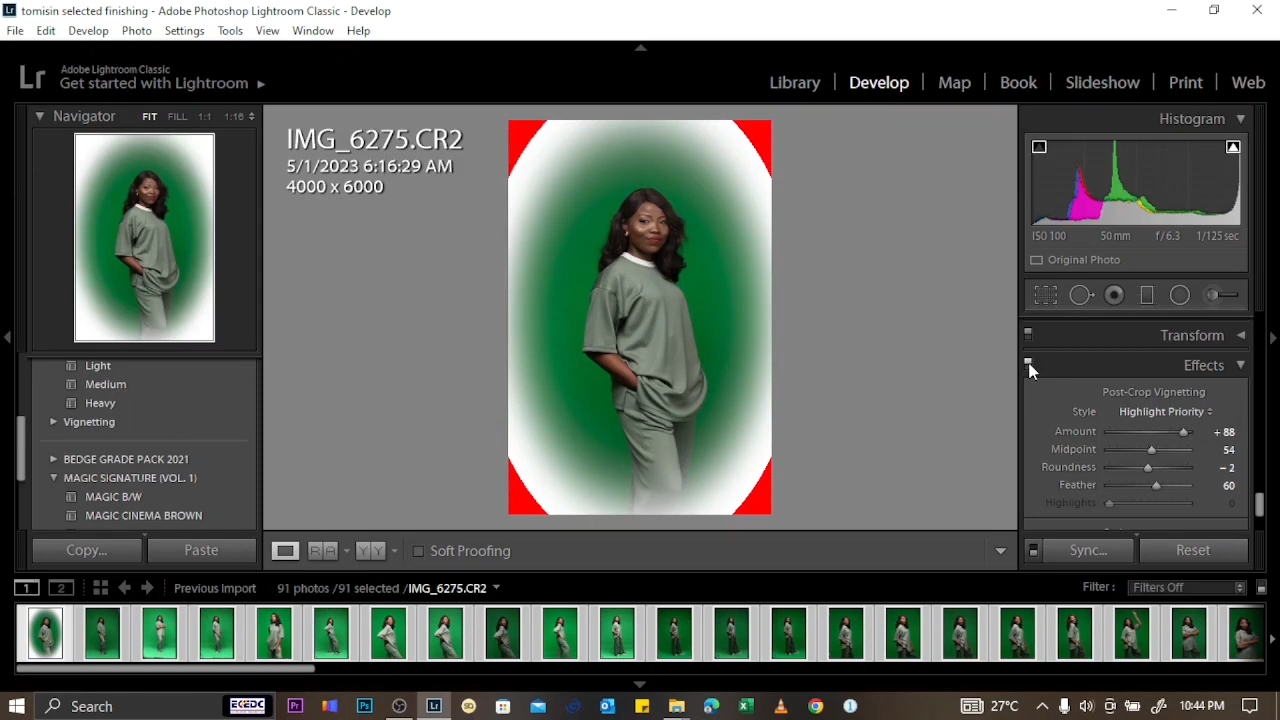 tomisin selected finishing - Adobe Photoshop Lightroom Classic - Develop
File Edit Develop Photo Settings Tools View Window Help
Lr Adobe Lightroom Classic
Get started with Lightroom
Library Develop Map Book Slideshow Print Web
Navigator FIT FILL 1:1 1:16
Light
Medium
Heavy
Vignetting
BEDGE GRADE PACK 2021
MAGIC SIGNATURE (VOL. 1)
MAGIC B/W
MAGIC CINEMA BROWN
Copy... Paste
IMG_6275.CR2
5/1/2023 6:16:29 AM
4000 x 6000
Histogram
ISO 100 50 mm f/6.3 1/125 sec
Original Photo
Transform
Effects
Post-Crop Vignetting
Style Highlight Priority
Amount + 88
Midpoint 54
Roundness - 2
Feather 60
Highlights 0
Sync... Reset
R A Y Y Soft Proofing
1 2 Previous Import 91 photos /91 selected /IMG_6275.CR2
Filter : Filters Off
Search EKEDC Pr Ps Lr
27°C 10:44 PM